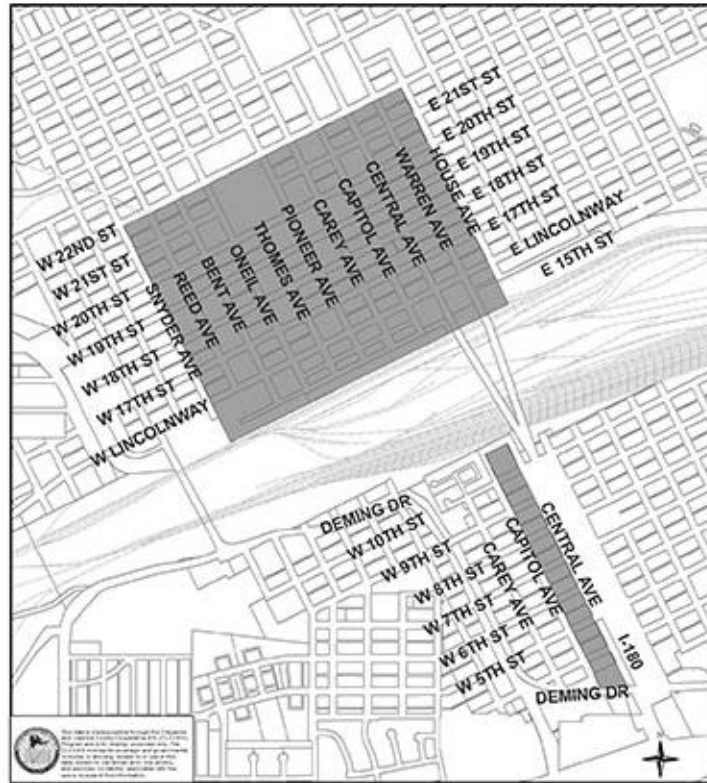 E 21ST ST
E 20TH ST
E 19TH ST
E 18TH ST
E 17TH ST
E LINCOLNWAY
E 15TH ST
HOUSE AVE
WARREN AVE
CENTRAL AVE
CAPITOL AVE
CAREY AVE
PIONEER AVE
THOMES AVE
ONEIL AVE
BENT AVE
REED AVE
SNYDER AVE
W 22ND ST
W 21ST ST
W 20TH ST
W 19TH ST
W 18TH ST
W 17TH ST
W LINCOLNWAY
DEMING DR
W 10TH ST
W 9TH ST
W 8TH ST
W 7TH ST
W 6TH ST
W 5TH ST
CAREY AVE
CAPITOL AVE
CENTRAL AVE
I-180
DEMING DR